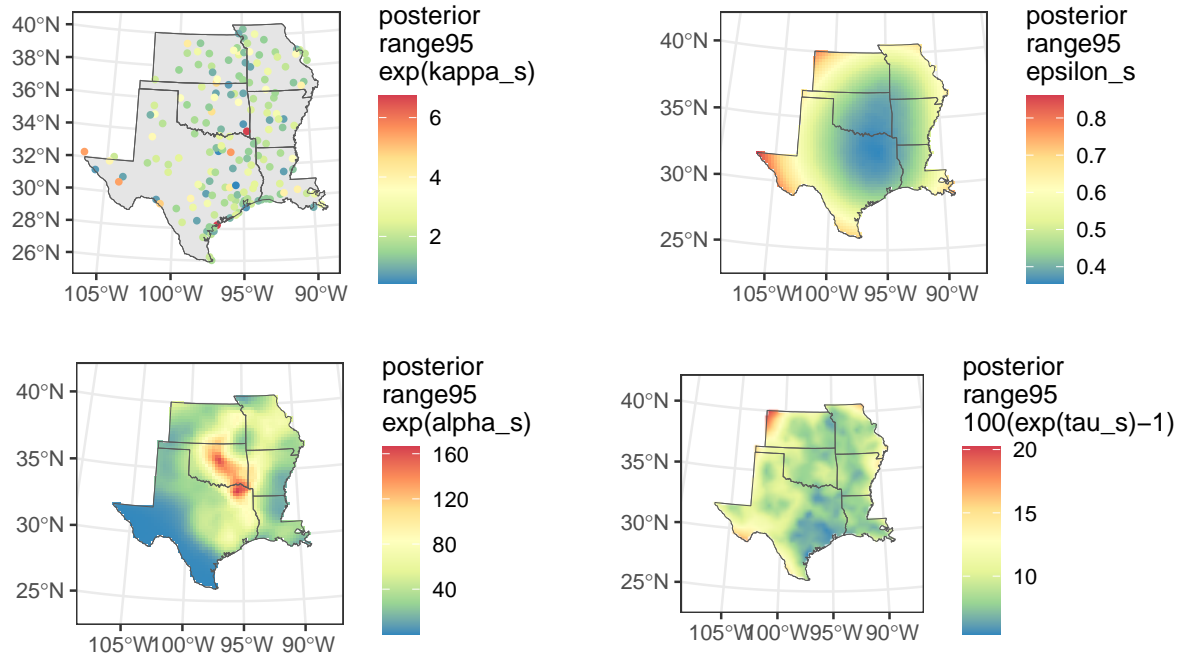 posterior
range95
exp(kappa_s)
40°N
38°N
36°N
34°N
32°N
30°N
28°N
26°N
6
4
2
105°W 100°W 95°W 90°W
posterior
range95
epsilon_s
40°N
35°N
30°N
25°N
0.8
0.7
0.6
0.5
0.4
105°W 100°W 95°W 90°W
posterior
range95
exp(alpha_s)
40°N
35°N
30°N
25°N
160
120
80
40
105°W 100°W 95°W 90°W
posterior
range95
100(exp(tau_s)−1)
40°N
35°N
30°N
25°N
20
15
10
105°W 100°W 95°W 90°W